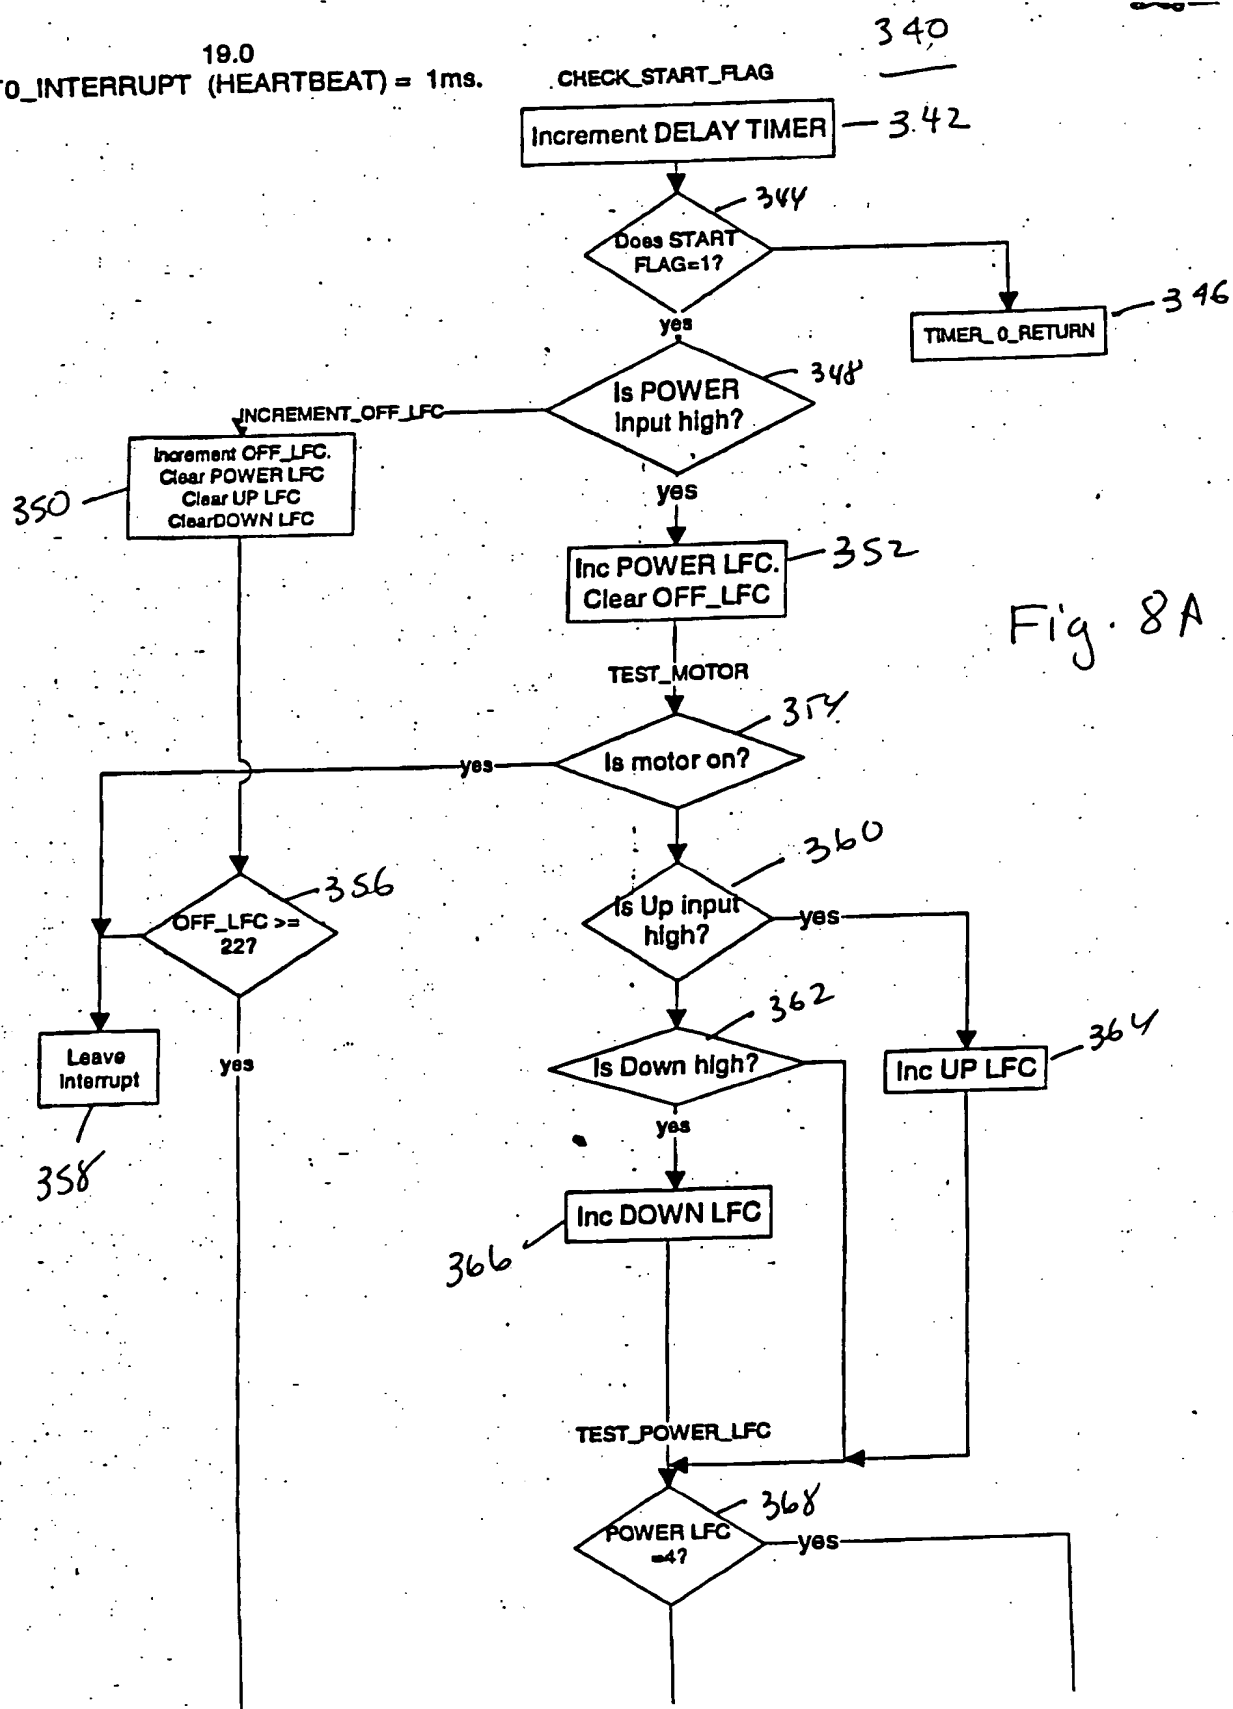 340
19.0
T0_INTERRUPT (HEARTBEAT) = 1ms.
CHECK_START_FLAG
Increment DELAY TIMER
342
344
Does START
FLAG=1?
346
TIMER_0_RETURN
yes
348
Is POWER
Input high?
INCREMENT_OFF_LFC
Increment OFF_LFC.
Clear POWER LFC
Clear UP LFC
ClearDOWN LFC
350
yes
352
Inc POWER LFC.
Clear OFF_LFC
Fig. 8A
TEST_MOTOR
354
Is motor on?
yes
360
356
Is Up input
high?
yes
OFF_LFC >=
22?
362
364
Leave
Interrupt
yes
Is Down high?
Inc UP LFC
yes
358
Inc DOWN LFC
366
TEST_POWER_LFC
368
POWER LFC
=4?
yes